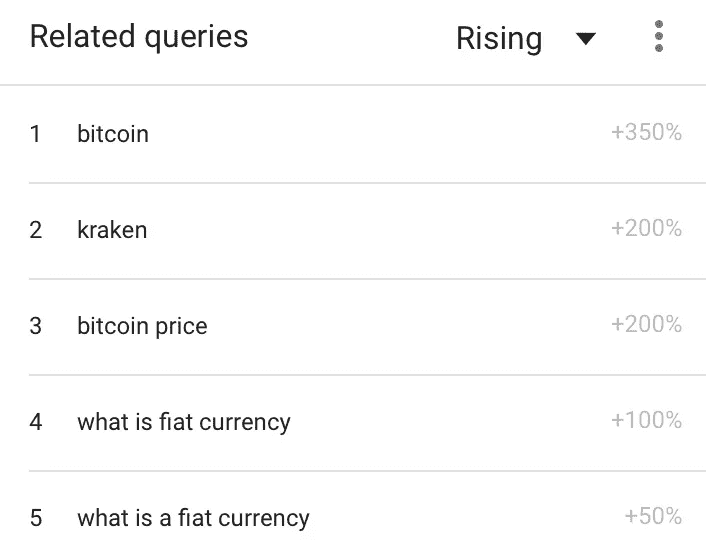 Related queries Rising
1 bitcoin +350%
2 kraken +200%
3 bitcoin price +200%
4 what is fiat currency +100%
5 what is a fiat currency +50%